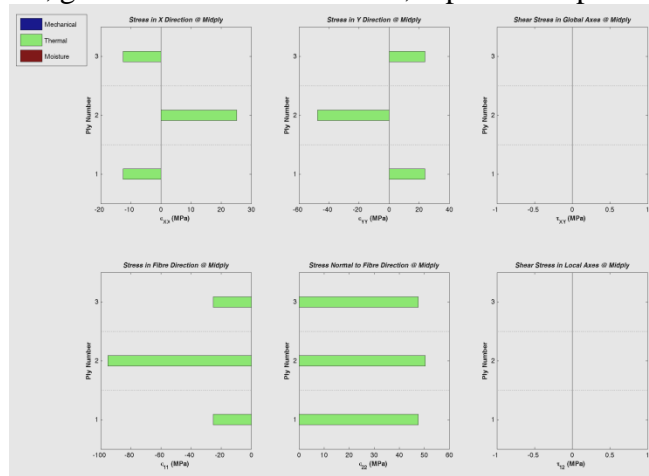 Mechanical
Thermal
Moisture
Stress in X Direction @ Midply
Ply Number
3
2
1
-20 -10 0 10 20 30
σXX (MPa)
Stress in Y Direction @ Midply
Ply Number
3
2
1
-60 -40 -20 0 20 40
σYY (MPa)
Shear Stress in Global Axes @ Midply
Ply Number
3
2
1
-1 -0.5 0 0.5 1
τXY (MPa)
Stress in Fibre Direction @ Midply
Ply Number
3
2
1
-100 -80 -60 -40 -20 0
(MPa)
Stress Normal to Fibre Direction @ Midply
Ply Number
3
2
1
0 10 20 30 40 50 60
(MPa)
Shear Stress in Local Axes @ Midply
Ply Number
3
2
1
-1 -0.5 0 0.5 1
(MPa)